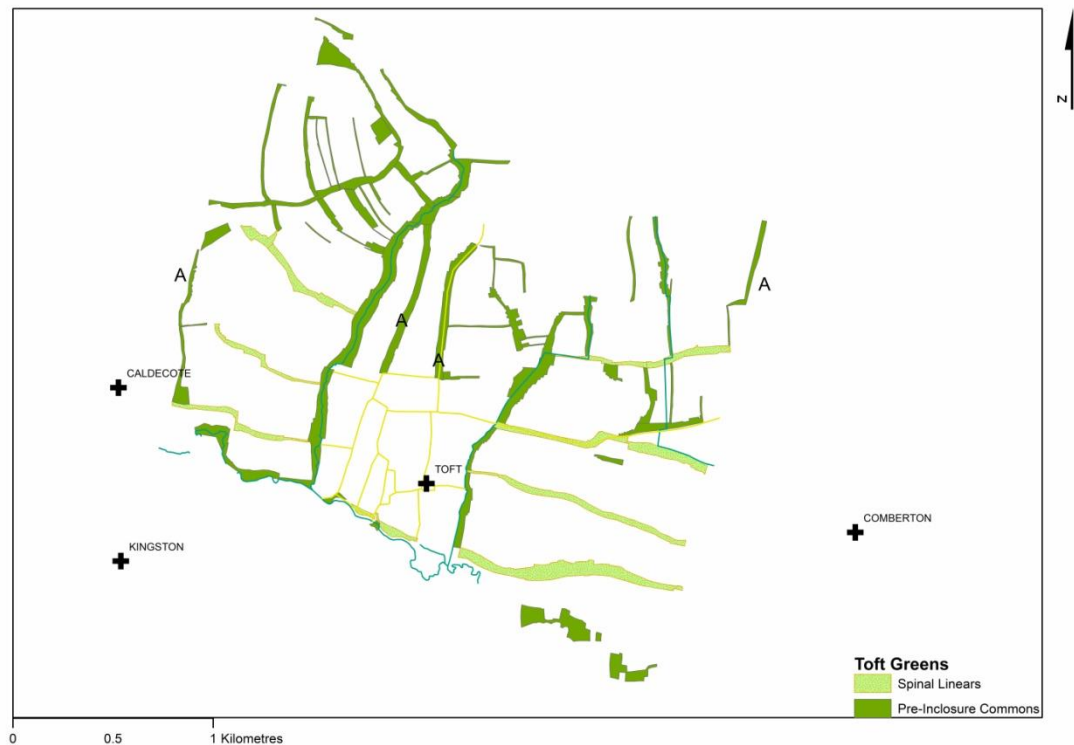 Z
A
A
A
A
CALDECOTE
TOFT
COMBERTON
KINGSTON
Toft Greens
Spinal Linears
Pre-Inclosure Commons
0 0.5 1 Kilometres